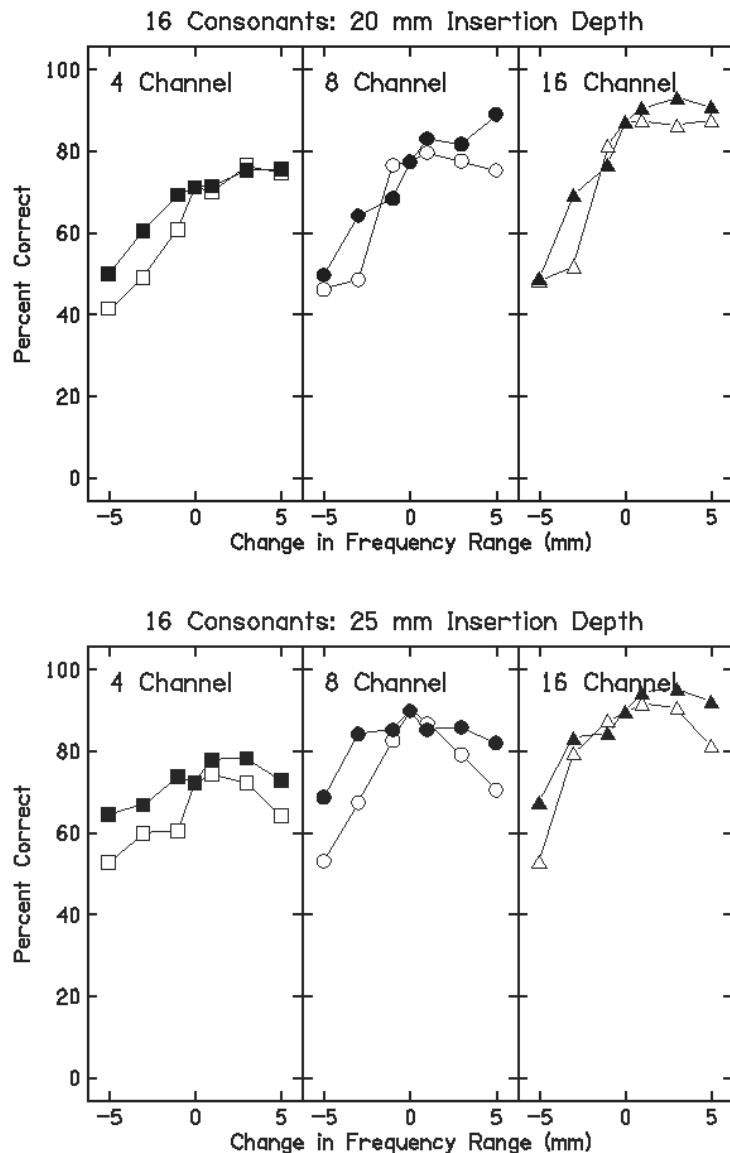 16 Consonants: 20 mm Insertion Depth
4 Channel 8 Channel 16 Channel
100
80
60
40
20
0
Percent Correct
-5 0 5 -5 0 5 -5 0 5
Change in Frequency Range (mm)
16 Consonants: 25 mm Insertion Depth
4 Channel 8 Channel 16 Channel
100
80
60
40
20
0
Percent Correct
-5 0 5 -5 0 5 -5 0 5
Change in Frequency Range (mm)